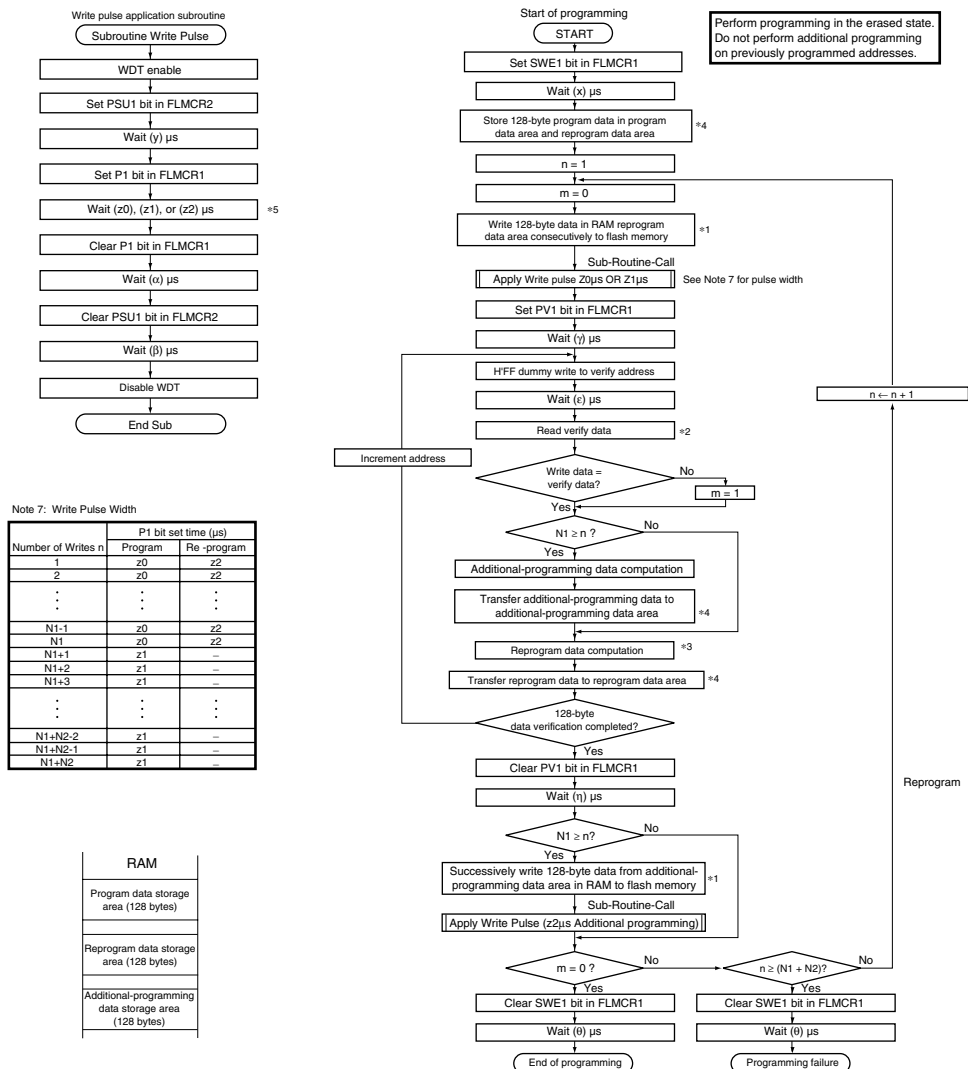 Write pulse application subroutine
Subroutine Write Pulse
WDT enable
Set PSU1 bit in FLMCR2
Wait (y) µs
Set P1 bit in FLMCR1
Wait (z0), (z1), or (z2) µs
*5
Clear P1 bit in FLMCR1
Wait (α) µs
Clear PSU1 bit in FLMCR2
Wait (β) µs
Disable WDT
End Sub
Note 7: Write Pulse Width
Number of Writes n
P1 bit set time (µs)
Program Re -program
1 z0 z2
2 z0 z2
N1-1 z0 z2
N1 z0 z2
N1+1 z1 –
N1+2 z1 –
N1+3 z1 –
N1+N2-2 z1 –
N1+N2-1 z1 –
N1+N2 z1 –
RAM
Program data storage
area (128 bytes)
Reprogram data storage
area (128 bytes)
Additional-programming
data storage area
(128 bytes)
Start of programming
START
Perform programming in the erased state.
Do not perform additional programming
on previously programmed addresses.
Set SWE1 bit in FLMCR1
Wait (x) µs
Store 128-byte program data in program
data area and reprogram data area
*4
n = 1
m = 0
Write 128-byte data in RAM reprogram
data area consecutively to flash memory
*1
Sub-Routine-Call
Apply Write pulse Z0µs OR Z1µs
See Note 7 for pulse width
Set PV1 bit in FLMCR1
Wait (γ) µs
H'FF dummy write to verify address
Wait (ε) µs
Read verify data
*2
Increment address
n ← n + 1
Write data =
verify data?
No
m = 1
Yes
N1 ≥ n ?
No
Yes
Additional-programming data computation
Transfer additional-programming data to
additional-programming data area
*4
Reprogram data computation
*3
Transfer reprogram data to reprogram data area
*4
128-byte
data verification completed?
Yes
Clear PV1 bit in FLMCR1
Reprogram
Wait (η) µs
N1 ≥ n?
No
Yes
Successively write 128-byte data from additional-
programming data area in RAM to flash memory
*1
Sub-Routine-Call
Apply Write Pulse (z2µs Additional programming)
m = 0 ?
No
n ≥ (N1 + N2)?
No
Yes
Yes
Clear SWE1 bit in FLMCR1
Clear SWE1 bit in FLMCR1
Wait (θ) µs
Wait (θ) µs
End of programming
Programming failure